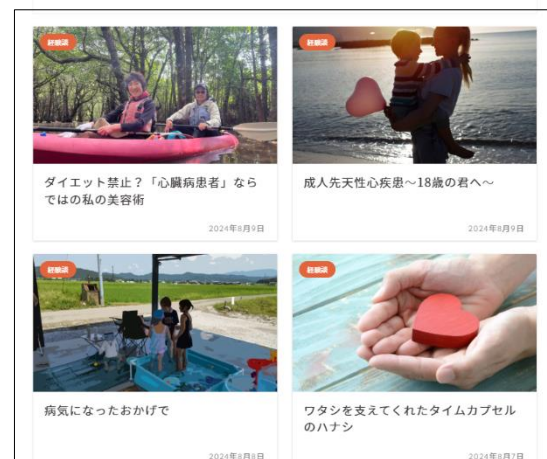 経験談
経験談
ダイエット禁止？「心臓病患者」なら
ではの私の美容術
成人先天性心疾患～18歳の君へ～
2024年8月9日
2024年8月9日
経験談
経験談
病気になったおかげで
ワタシを支えてくれたタイムカプセル
のハナシ
2024年8月8日
2024年8月7日